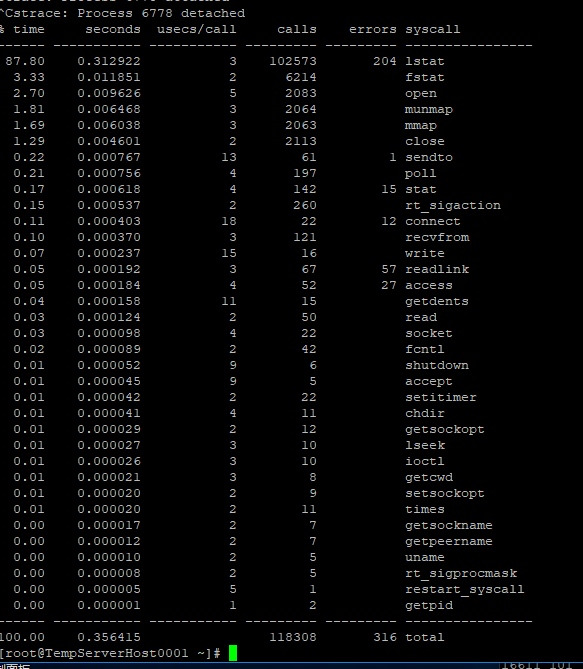 ^Cstrace: Process 6778 detached
% time     seconds  usecs/call     calls    errors syscall
------ ----------- ----------- --------- --------- ----------------
 87.80    0.312922           3    102573       204 lstat
  3.33    0.011851           2      6214           fstat
  2.70    0.009626           5      2083           open
  1.81    0.006468           3      2064           munmap
  1.69    0.006038           3      2063           mmap
  1.29    0.004601           2      2113           close
  0.22    0.000767          13        61         1 sendto
  0.21    0.000756           4       197           poll
  0.17    0.000618           4       142        15 stat
  0.15    0.000537           2       260           rt_sigaction
  0.11    0.000403          18        22        12 connect
  0.10    0.000370           3       121           recvfrom
  0.07    0.000237          15        16           write
  0.05    0.000192           3        67        57 readlink
  0.05    0.000184           4        52        27 access
  0.04    0.000158          11        15           getdents
  0.03    0.000124           2        50           read
  0.03    0.000098           4        22           socket
  0.02    0.000089           2        42           fcntl
  0.01    0.000052           9         6           shutdown
  0.01    0.000045           9         5           accept
  0.01    0.000042           2        22           setitimer
  0.01    0.000041           4        11           chdir
  0.01    0.000029           2        12           getsockopt
  0.01    0.000027           3        10           lseek
  0.01    0.000026           3        10           ioctl
  0.01    0.000021           3         8           getcwd
  0.01    0.000020           2         9           setsockopt
  0.01    0.000020           2        11           times
  0.00    0.000017           2         7           getsockname
  0.00    0.000012           2         7           getpeername
  0.00    0.000010           2         5           uname
  0.00    0.000008           2         5           rt_sigprocmask
  0.00    0.000005           5         1           restart_syscall
  0.00    0.000001           1         2           getpid
------ ----------- ----------- --------- --------- ----------------
100.00    0.356415                118308       316 total
[root@TempServerHost0001 ~]#